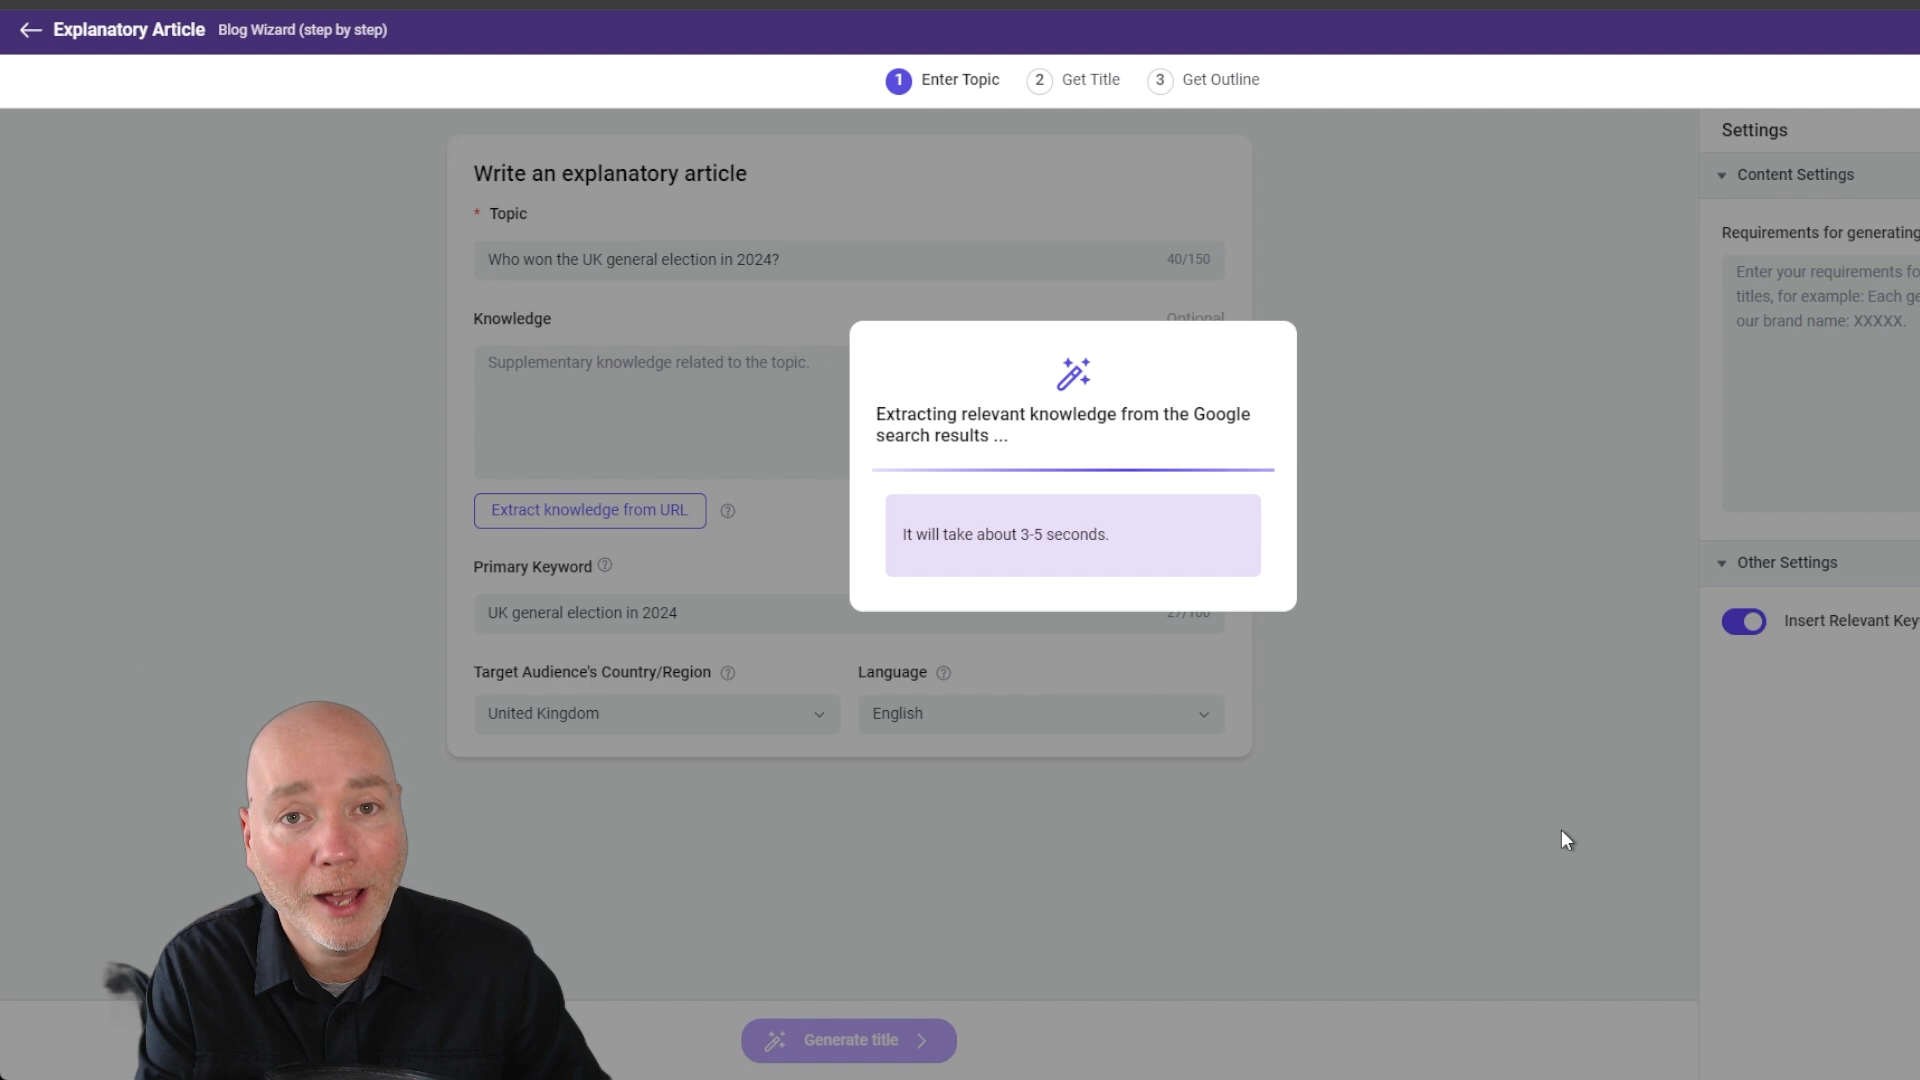 Explanatory Article Blog Wizard (step by step)
1 Enter Topic 2 Get Title 3 Get Outline
Write an explanatory article
* Topic
Who won the UK general election in 2024? 40/150
Knowledge Optional
Supplementary knowledge related to the topic.
Extract knowledge from URL ?
Primary Keyword ?
UK general election in 2024 27/100
Target Audience's Country/Region ? Language ?
United Kingdom English
Generate title
Extracting relevant knowledge from the Google
search results ...
It will take about 3-5 seconds.
Settings
Content Settings
Requirements for generating
Enter your requirements fo
titles, for example: Each ge
our brand name: XXXXX.
Other Settings
Insert Relevant Key